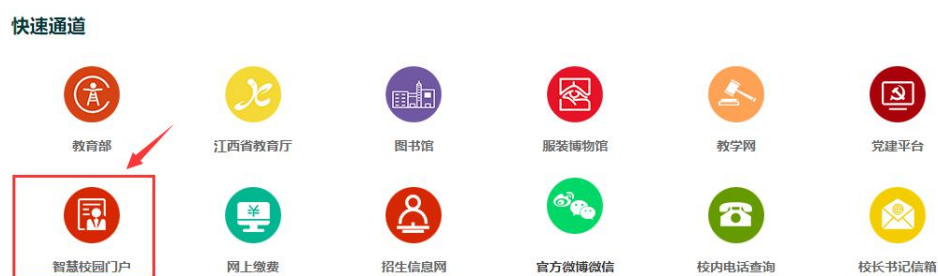 快速通道
教育部
江西省教育厅
图书馆
服装博物馆
教学网
党建平台
智慧校园门户
网上缴费
招生信息网
官方微博微信
校内电话查询
校长书记信箱